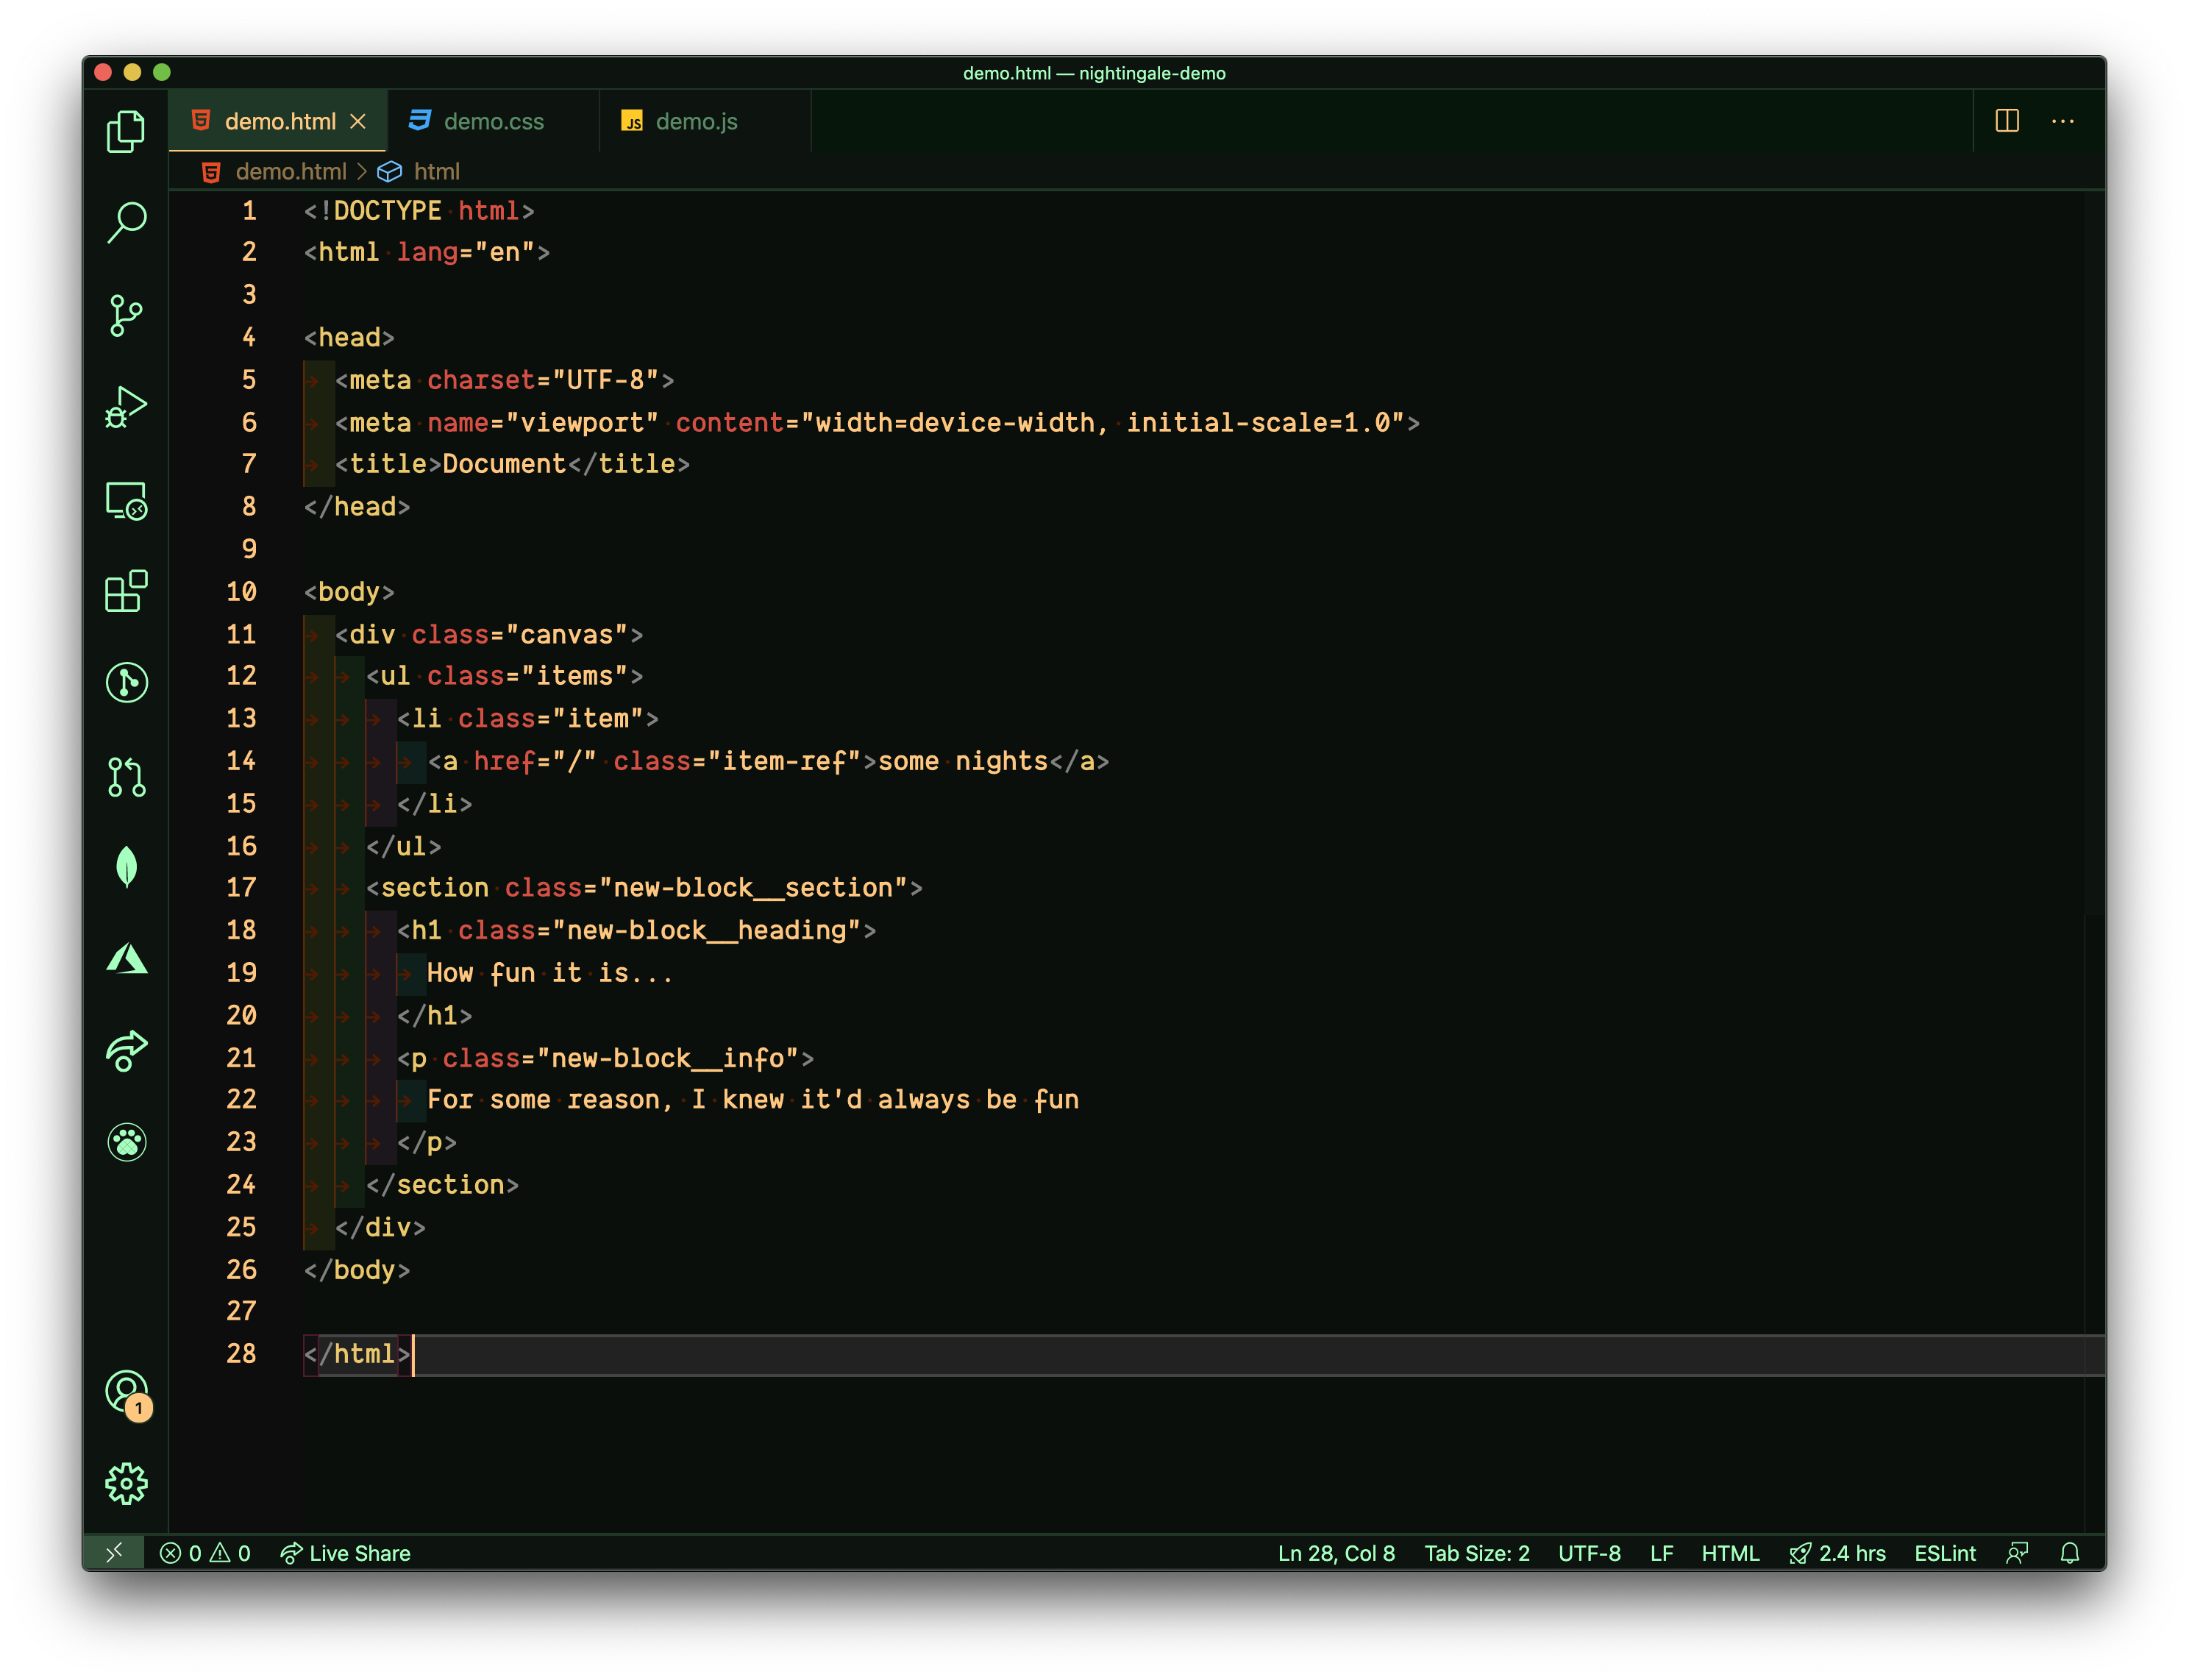 demo.html — nightingale-demo
demo.html
demo.css
JS demo.js
demo.html > html
1 <!DOCTYPE html>
2 <html lang="en">
3
4 <head>
5 <meta charset="UTF-8">
6 <meta name="viewport" content="width=device-width, initial-scale=1.0">
7 <title>Document</title>
8 </head>
9
10 <body>
11 <div class="canvas">
12 <ul class="items">
13 <li class="item">
14 <a href="/" class="item-ref">some nights</a>
15 </li>
16 </ul>
17 <section class="new-block__section">
18 <h1 class="new-block__heading">
19 How fun it is...
20 </h1>
21 <p class="new-block__info">
22 For some reason, I knew it'd always be fun
23 </p>
24 </section>
25 </div>
26 </body>
27
28 </html>
1
0 0 Live Share
Ln 28, Col 8 Tab Size: 2 UTF-8 LF HTML 2.4 hrs ESLint